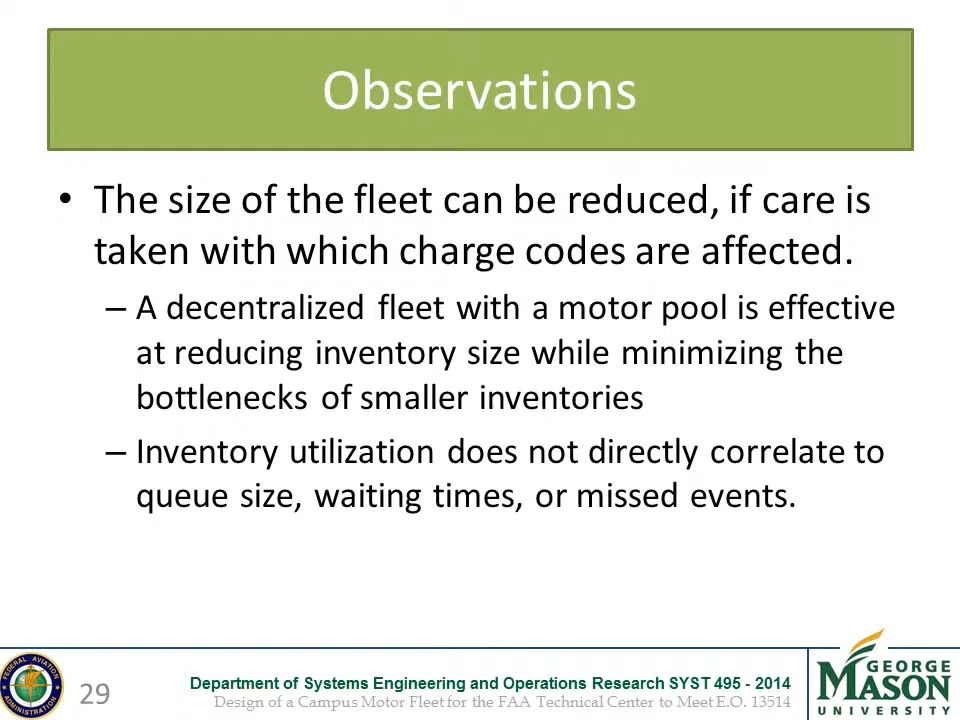 Observations
• The size of the fleet can be reduced, if care is
taken with which charge codes are affected.
– A decentralized fleet with a motor pool is effective
at reducing inventory size while minimizing the
bottlenecks of smaller inventories
– Inventory utilization does not directly correlate to
queue size, waiting times, or missed events.
FEDERAL AVIATION
ADMINISTRATION
29
Department of Systems Engineering and Operations Research SYST 495 - 2014
Design of a Campus Motor Fleet for the FAA Technical Center to Meet E.O. 13514
GEORGE
MASON
UNIVERSITY